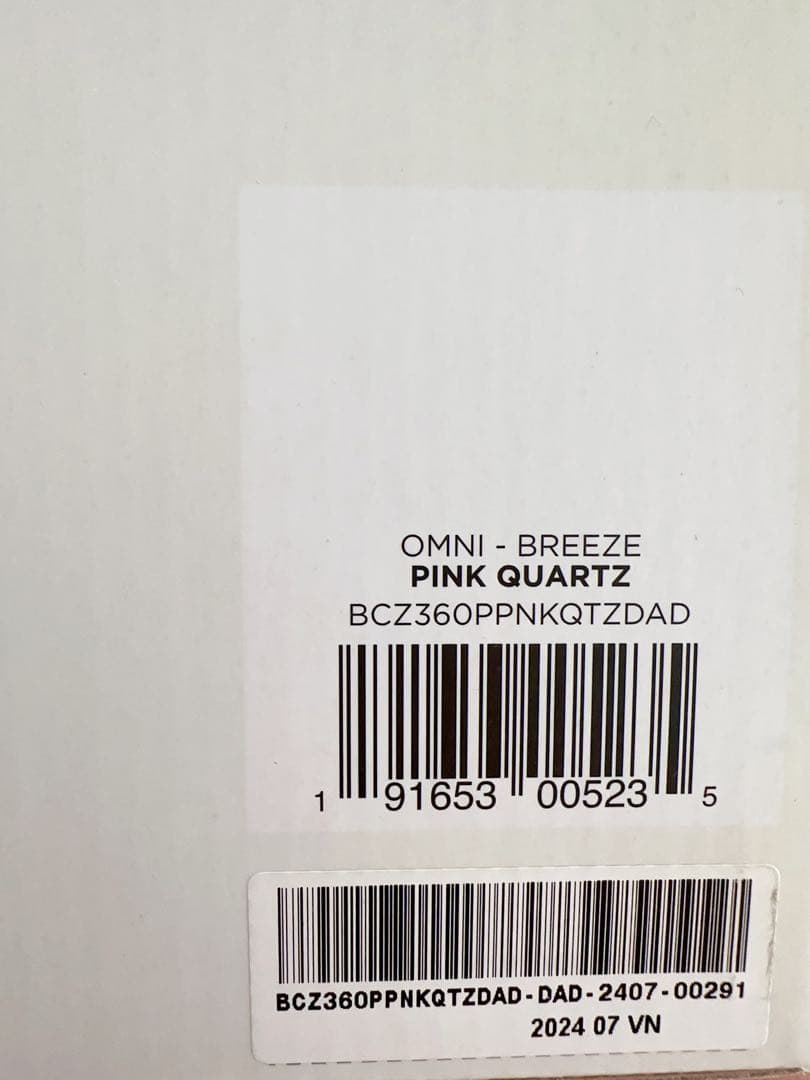 OMNI - BREEZE
PINK QUARTZ
BCZ360PPNKQTZDAD
1 91653 00523 5
BCZ360PPNKQTZDAD-DAD-2407-00291
2024 07 VN